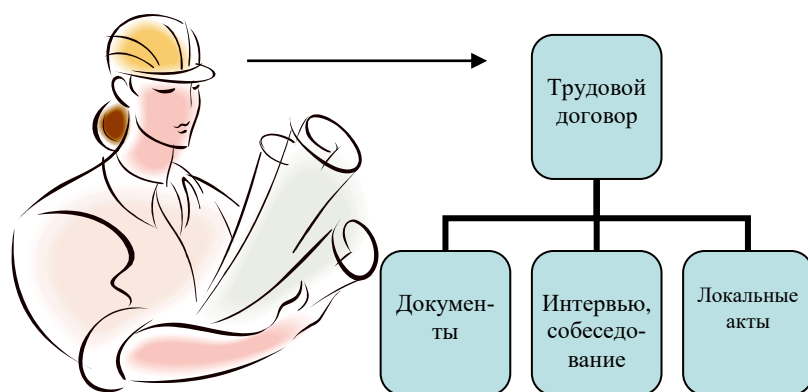 Трудовой
договор
Докумен-
ты
Интервью,
собеседо-
вание
Локальные
акты